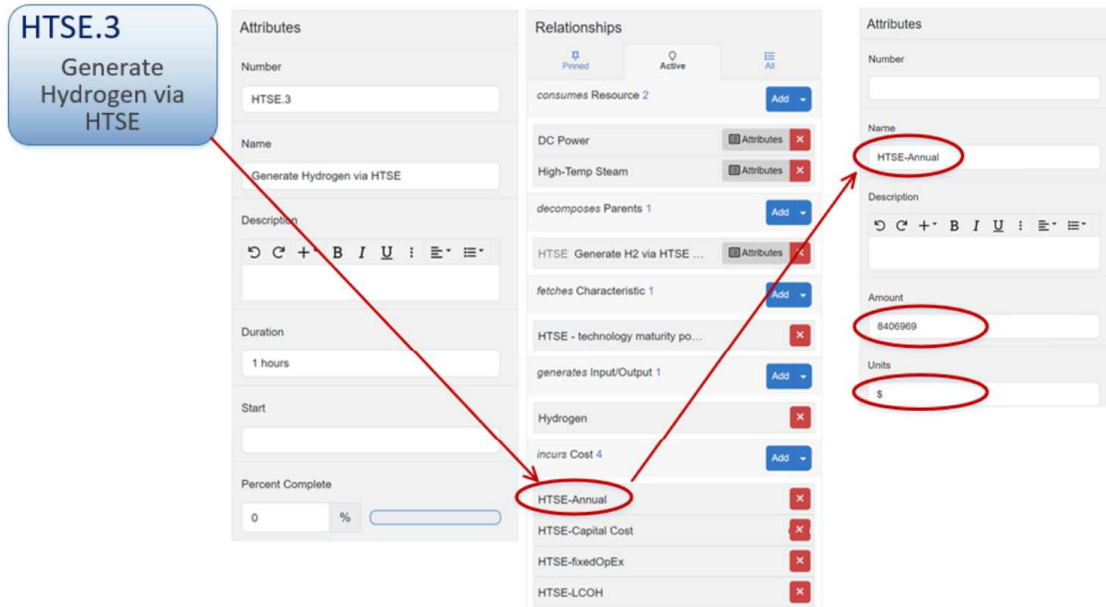 HTSE.3
Generate
Hydrogen via
HTSE
Attributes
Number
HTSE.3
Name
Generate Hydrogen via HTSE
Description
B I U
Duration
1 hours
Start
Percent Complete
0 %
Relationships
Pinned Active All
consumes Resource 2 Add
DC Power Attributes
High-Temp Steam Attributes
decomposes Parents 1 Add
HTSE Generate H2 via HTSE ... Attributes
fetches Characteristic 1 Add
HTSE - technology maturity po...
generates Input/Output 1 Add
Hydrogen
incurs Cost 4 Add
HTSE-Annual
HTSE-Capital Cost
HTSE-fixedOpEx
HTSE-LCOH
Attributes
Number
Name
HTSE-Annual
Description
B I U
Amount
8406969
Units
$